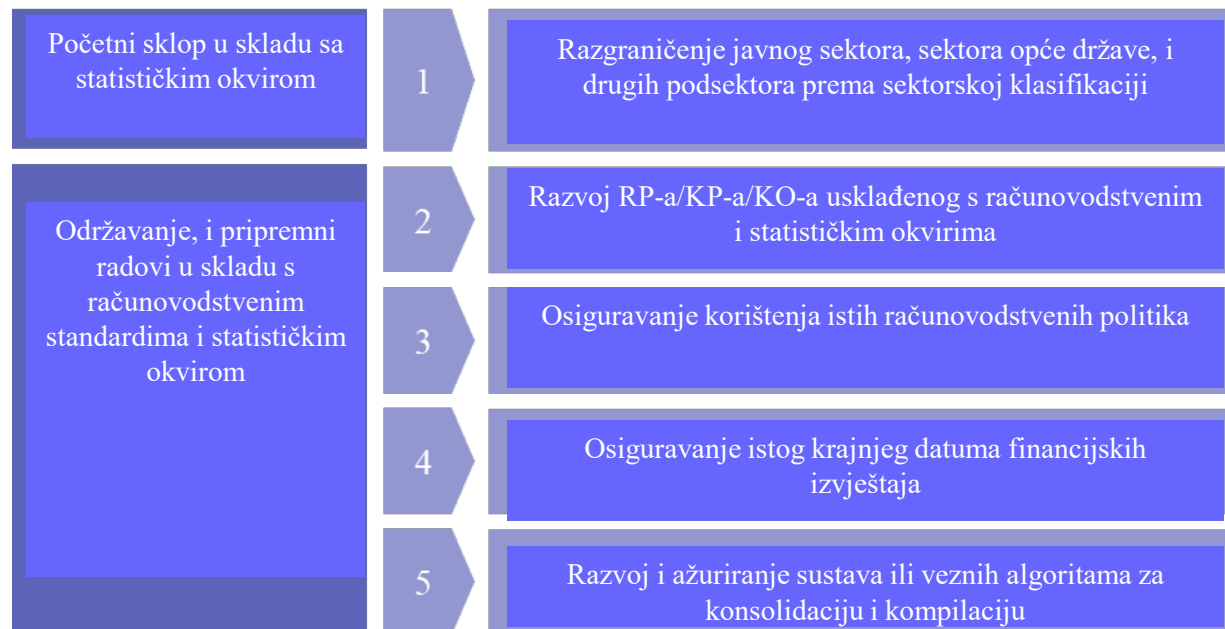 Početni sklop u skladu sa
statističkim okvirom
1
Razgraničenje javnog sektora, sektora opće države, i
drugih podsektora prema sektorskoj klasifikaciji
Održavanje, i pripremni
radovi u skladu s
računovodstvenim
standardima i statističkim
okvirom
2
Razvoj RP-a/KP-a/KO-a usklađenog s računovodstvenim
i statističkim okvirima
3
Osiguravanje korištenja istih računovodstvenih politika
4
Osiguravanje istog krajnjeg datuma financijskih
izvještaja
5
Razvoj i ažuriranje sustava ili veznih algoritama za
konsolidaciju i kompilaciju